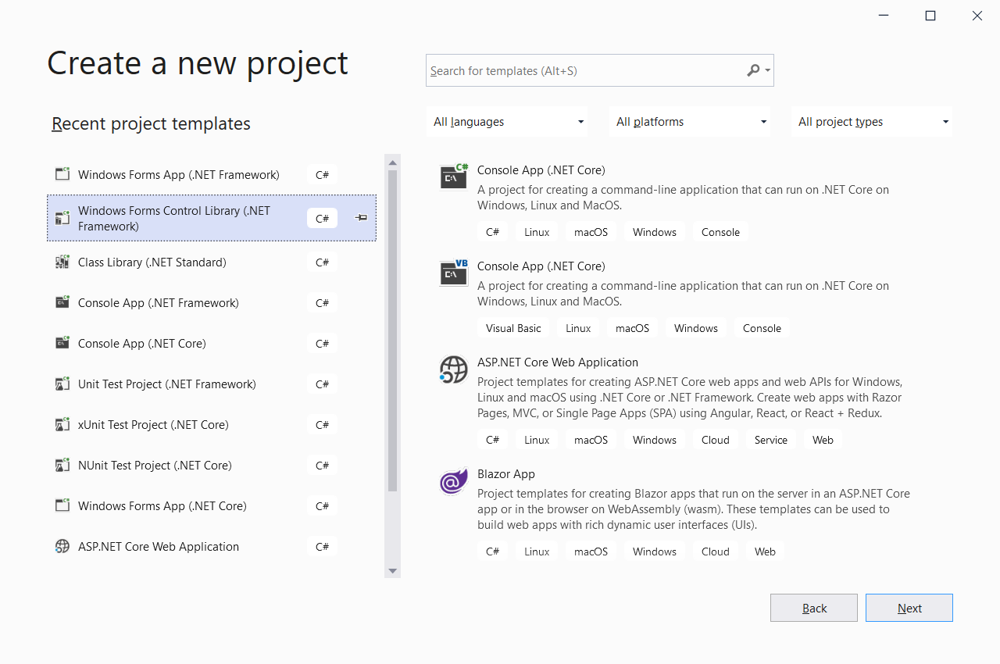 Create a new project
Search for templates (Alt+S)
Recent project templates
All languages
All platforms
All project types
Windows Forms App (.NET Framework)
C#
Windows Forms Control Library (.NET
Framework)
C#
Class Library (.NET Standard)
C#
Console App (.NET Framework)
C#
Console App (.NET Core)
C#
Unit Test Project (.NET Framework)
C#
xUnit Test Project (.NET Core)
C#
NUnit Test Project (.NET Core)
C#
Windows Forms App (.NET Core)
C#
ASP.NET Core Web Application
C#
C#
C:\
Console App (.NET Core)
A project for creating a command-line application that can run on .NET Core on
Windows, Linux and MacOS.
C# Linux macOS Windows Console
VB
C:\
Console App (.NET Core)
A project for creating a command-line application that can run on .NET Core on
Windows, Linux and MacOS.
Visual Basic Linux macOS Windows Console
ASP.NET Core Web Application
Project templates for creating ASP.NET Core web apps and web APIs for Windows,
Linux and macOS using .NET Core or .NET Framework. Create web apps with Razor
Pages, MVC, or Single Page Apps (SPA) using Angular, React, or React + Redux.
C# Linux macOS Windows Cloud Service Web
@
Blazor App
Project templates for creating Blazor apps that run on the server in an ASP.NET Core
app or in the browser on WebAssembly (wasm). These templates can be used to
build web apps with rich dynamic user interfaces (UIs).
C# Linux macOS Windows Cloud Web
Back
Next